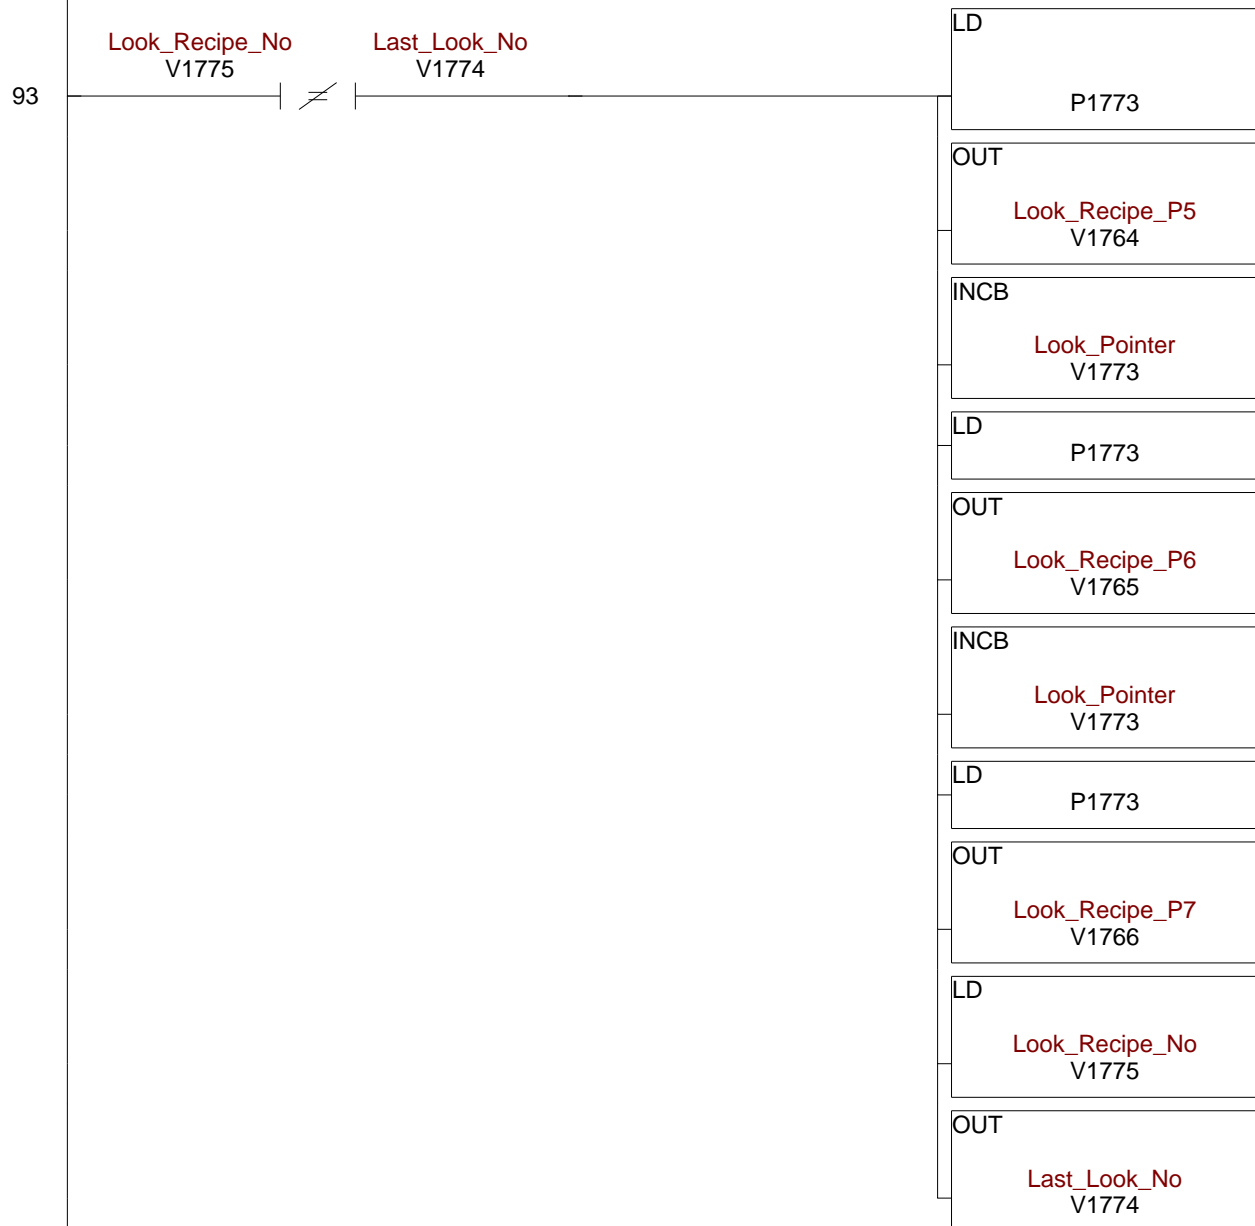 Look_Recipe_No Last_Look_No
V1775 V1774
93
LD
P1773
OUT
Look_Recipe_P5
V1764
INCB
Look_Pointer
V1773
LD
P1773
OUT
Look_Recipe_P6
V1765
INCB
Look_Pointer
V1773
LD
P1773
OUT
Look_Recipe_P7
V1766
LD
Look_Recipe_No
V1775
OUT
Last_Look_No
V1774